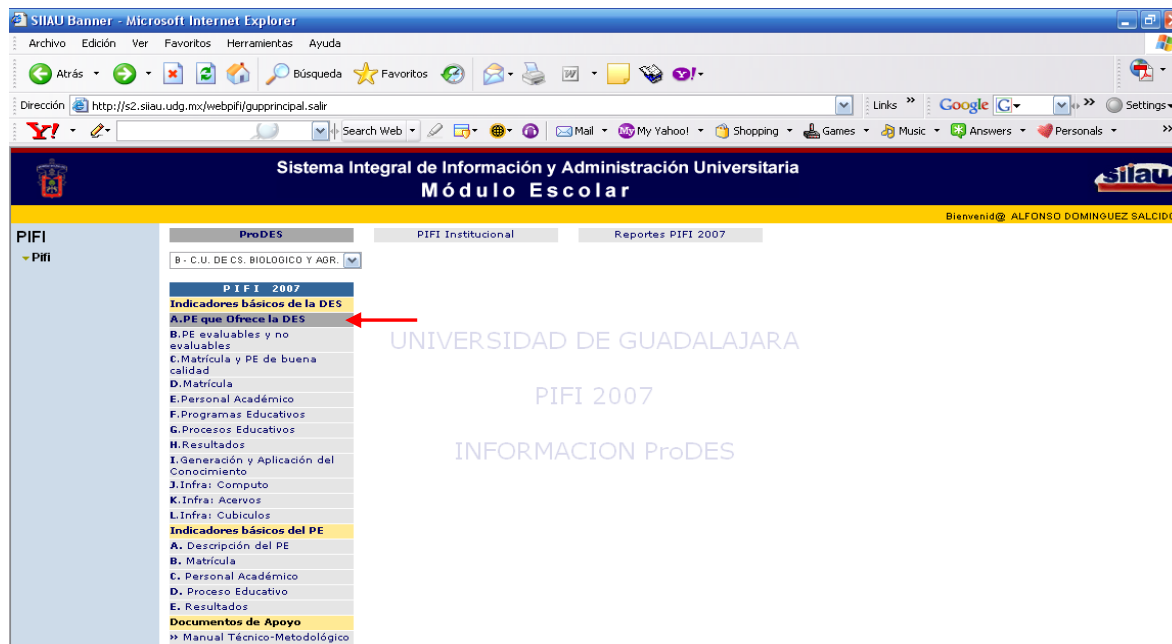 SIIAU Banner - Microsoft Internet Explorer
Archivo Edición Ver Favoritos Herramientas Ayuda
Atrás Búsqueda Favoritos
Dirección http://s2.siiau.udg.mx/webpifi/gupprincipal.salir Links » Google G Settings
Y! Search Web Mail My Yahoo! Shopping Games Music Answers Personals »
Sistema Integral de Información y Administración Universitaria
Módulo Escolar
siiau
Bienvenid@ ALFONSO DOMINGUEZ SALCIDO
PIFI
Pifi
ProDES PIFI Institucional Reportes PIFI 2007
B - C.U. DE CS. BIOLOGICO Y AGR.
PIFI 2007
Indicadores básicos de la DES
A.PE que Ofrece la DES
B.PE evaluables y no
evaluables
C.Matrícula y PE de buena
calidad
D.Matrícula
E.Personal Académico
F.Programas Educativos
G.Procesos Educativos
H.Resultados
I.Generación y Aplicación del
Conocimiento
J.Infra: Computo
K.Infra: Acervos
L.Infra: Cubiculos
Indicadores básicos del PE
A. Descripción del PE
B. Matrícula
C. Personal Académico
D. Proceso Educativo
E. Resultados
Documentos de Apoyo
» Manual Técnico-Metodológico
UNIVERSIDAD DE GUADALAJARA
PIFI 2007
INFORMACION ProDES